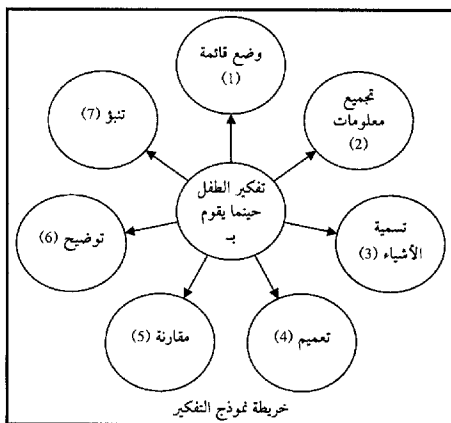 وضع قائمة
(1)
تجميع
معلومات
(2)
تسمية
الأشياء (3)
تعميم (4)
مقارنة (5)
توضيح (6)
تنبؤ (7)
تفكير الطفل
حينما يقوم
بـ
خريطة نموذج التفكير